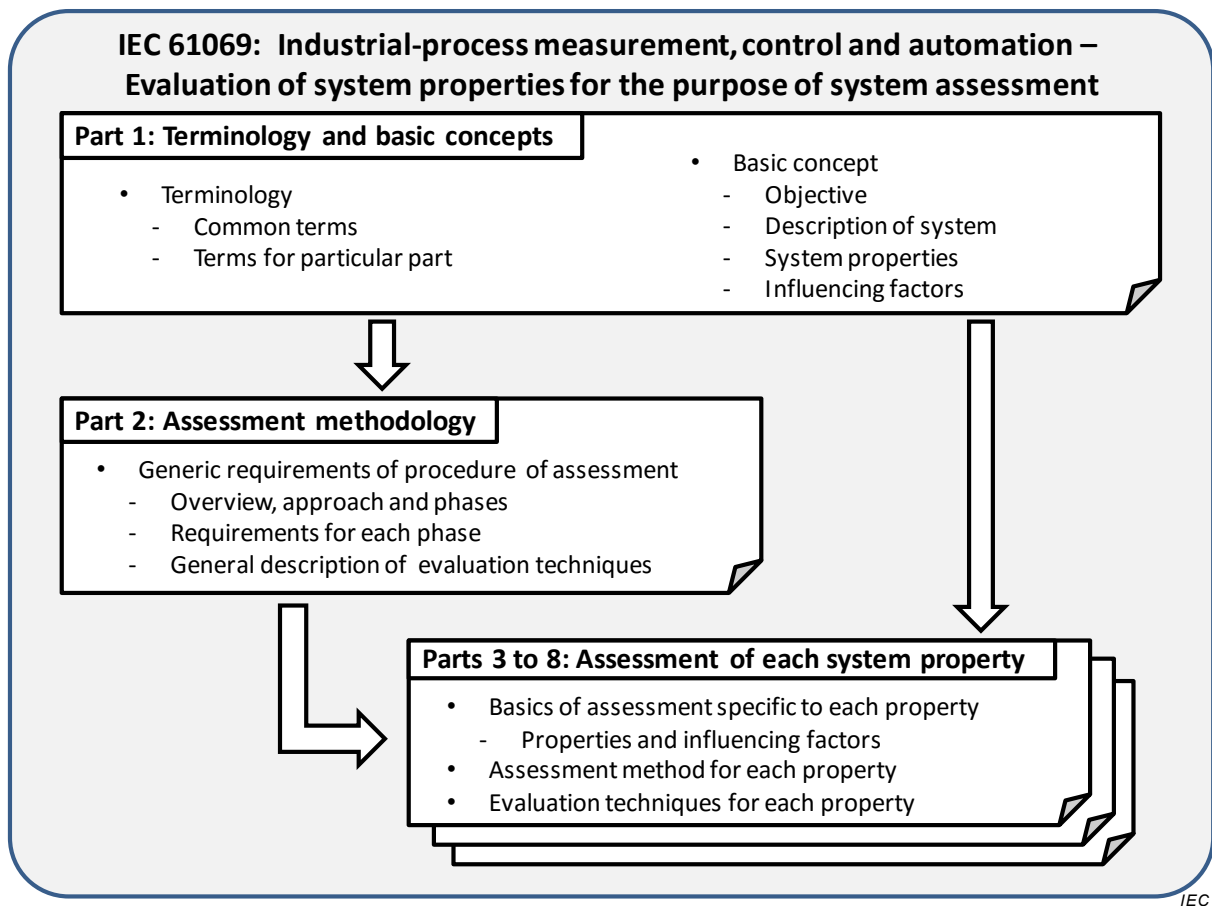 IEC 61069: Industrial-process measurement, control and automation –
Evaluation of system properties for the purpose of system assessment
Part 1: Terminology and basic concepts
• Terminology
- Common terms
- Terms for particular part
• Basic concept
- Objective
- Description of system
- System properties
- Influencing factors
Part 2: Assessment methodology
• Generic requirements of procedure of assessment
- Overview, approach and phases
- Requirements for each phase
- General description of evaluation techniques
Parts 3 to 8: Assessment of each system property
• Basics of assessment specific to each property
- Properties and influencing factors
• Assessment method for each property
• Evaluation techniques for each property
IEC